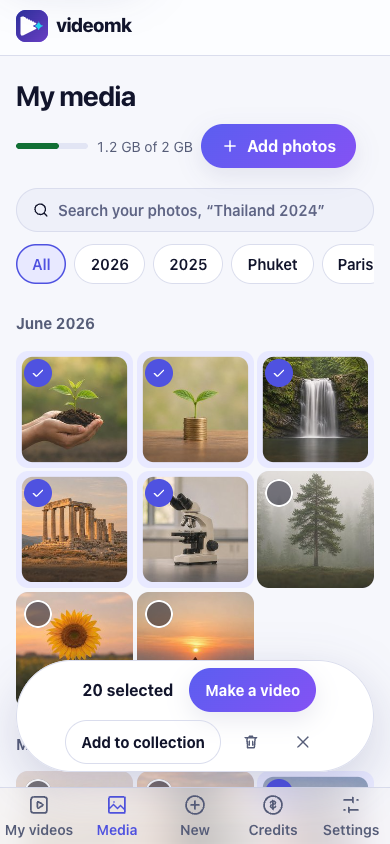 videomk
My media
1.2 GB of 2 GB
Add photos
Search your photos, “Thailand 2024”
All 2026 2025 Phuket Paris
June 2026
20 selected Make a video
Add to collection
My videos Media New Credits Settings